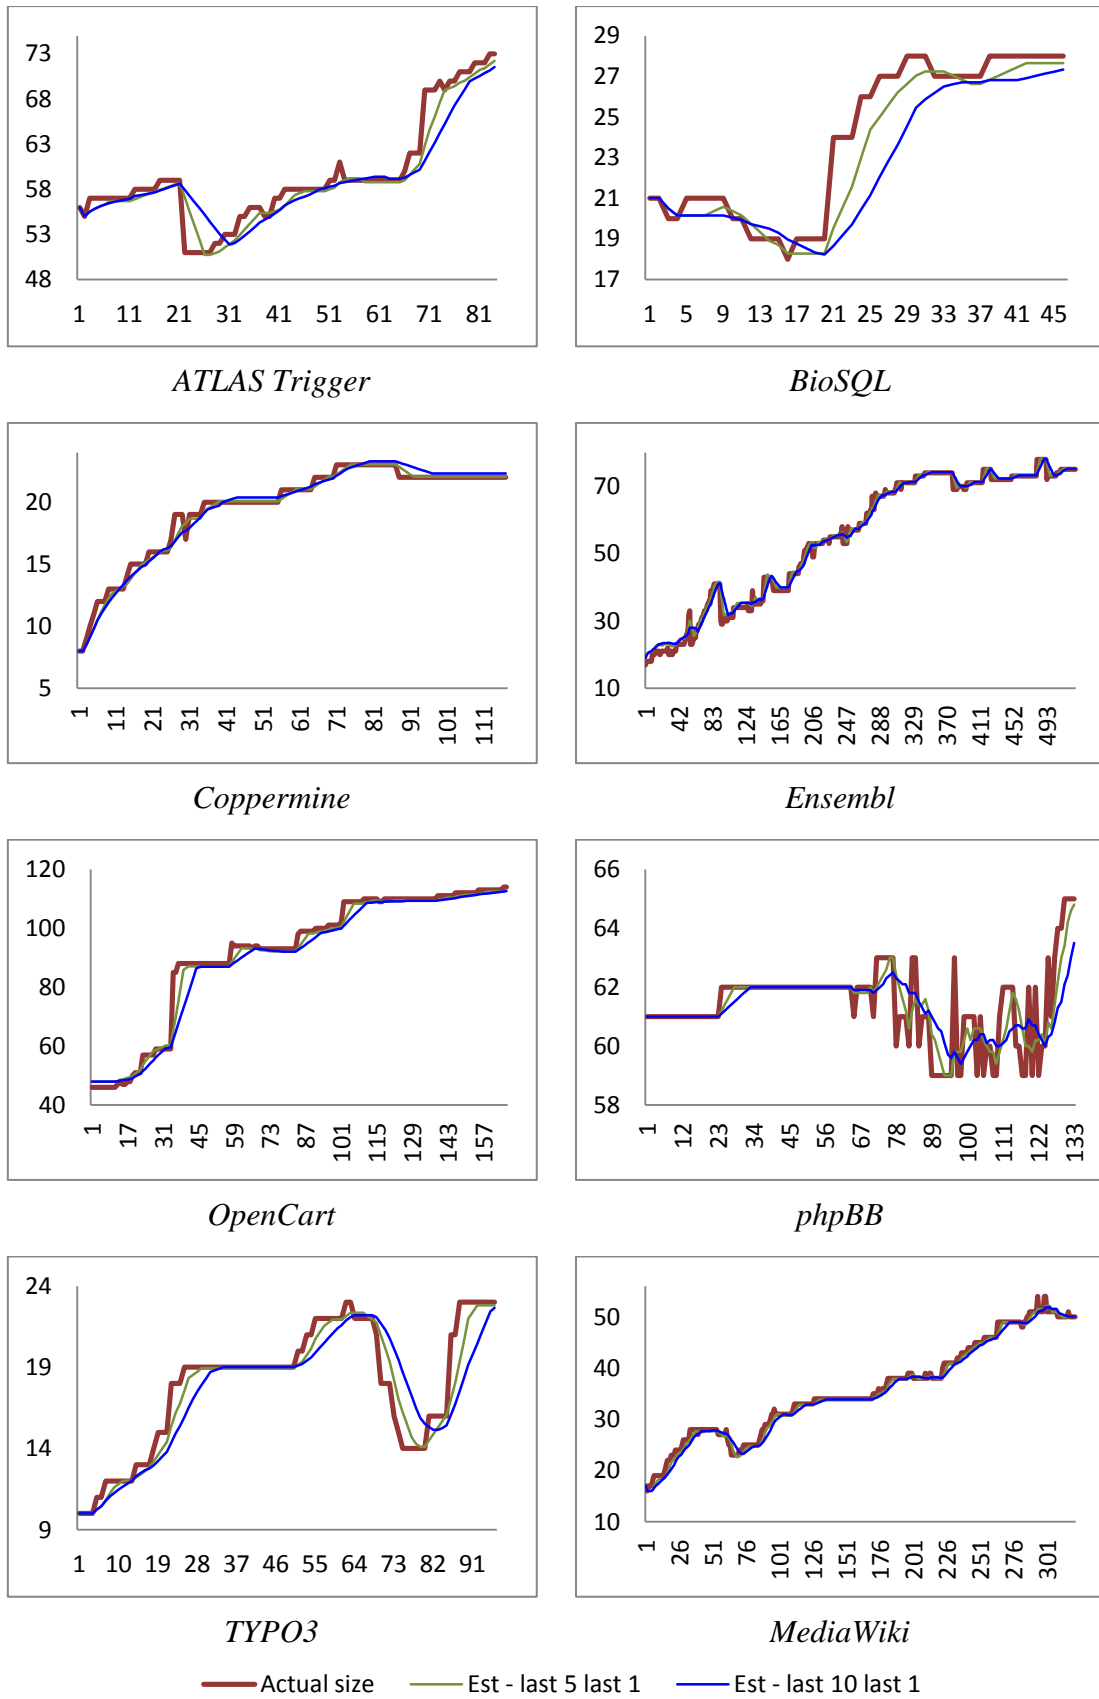 73
68
63
58
53
48
1 11 21 31 41 51 61 71 81
ATLAS Trigger
29
27
25
23
21
19
17
1 5 9 13 17 21 25 29 33 37 41 45
BioSQL
20
15
10
5
1 11 21 31 41 51 61 71 81 91 101 111
Coppermine
70
50
30
10
1 42 83 124 165 206 247 288 329 370 411 452 493
Ensembl
120
100
80
60
40
1 17 31 45 59 73 87 101 115 129 143 157
OpenCart
66
64
62
60
58
1 12 23 34 45 56 67 78 89 100 111 122 133
phpBB
24
19
14
9
1 10 19 28 37 46 55 64 73 82 91
TYPO3
50
40
30
20
10
1 26 51 76 101 126 151 176 201 226 251 276 301
MediaWiki
Actual size Est - last 5 last 1 Est - last 10 last 1